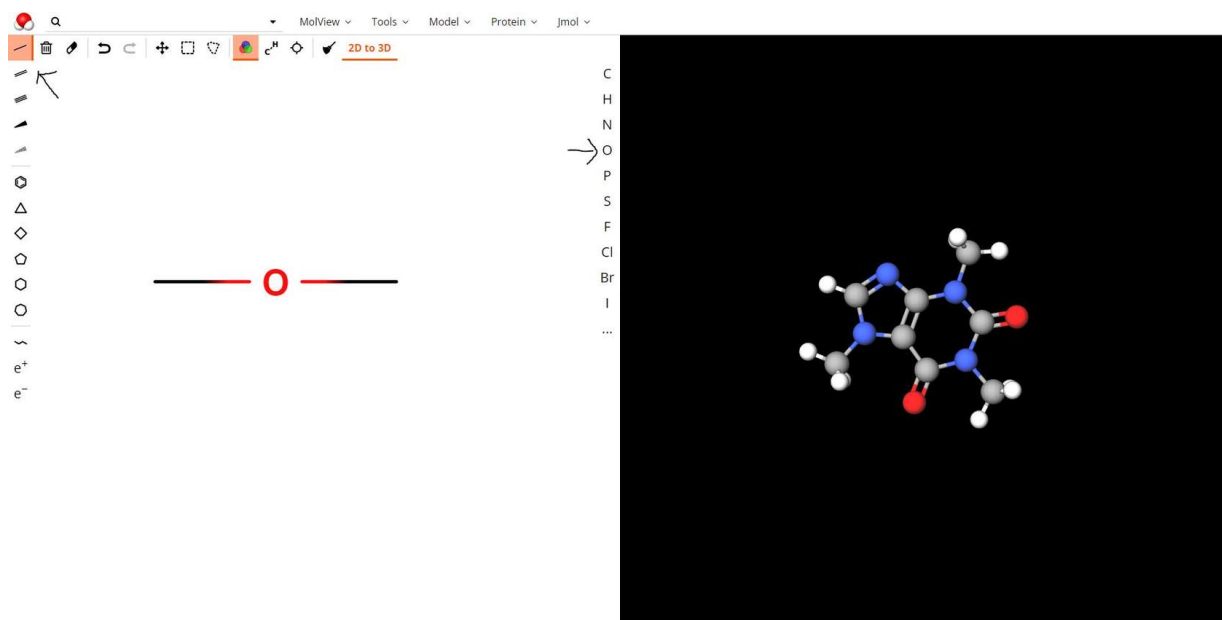 MolView Tools Model Protein Jmol
C H 2D to 3D
C
H
N
O
P
S
F
Cl
Br
I
...
O
e+
e−